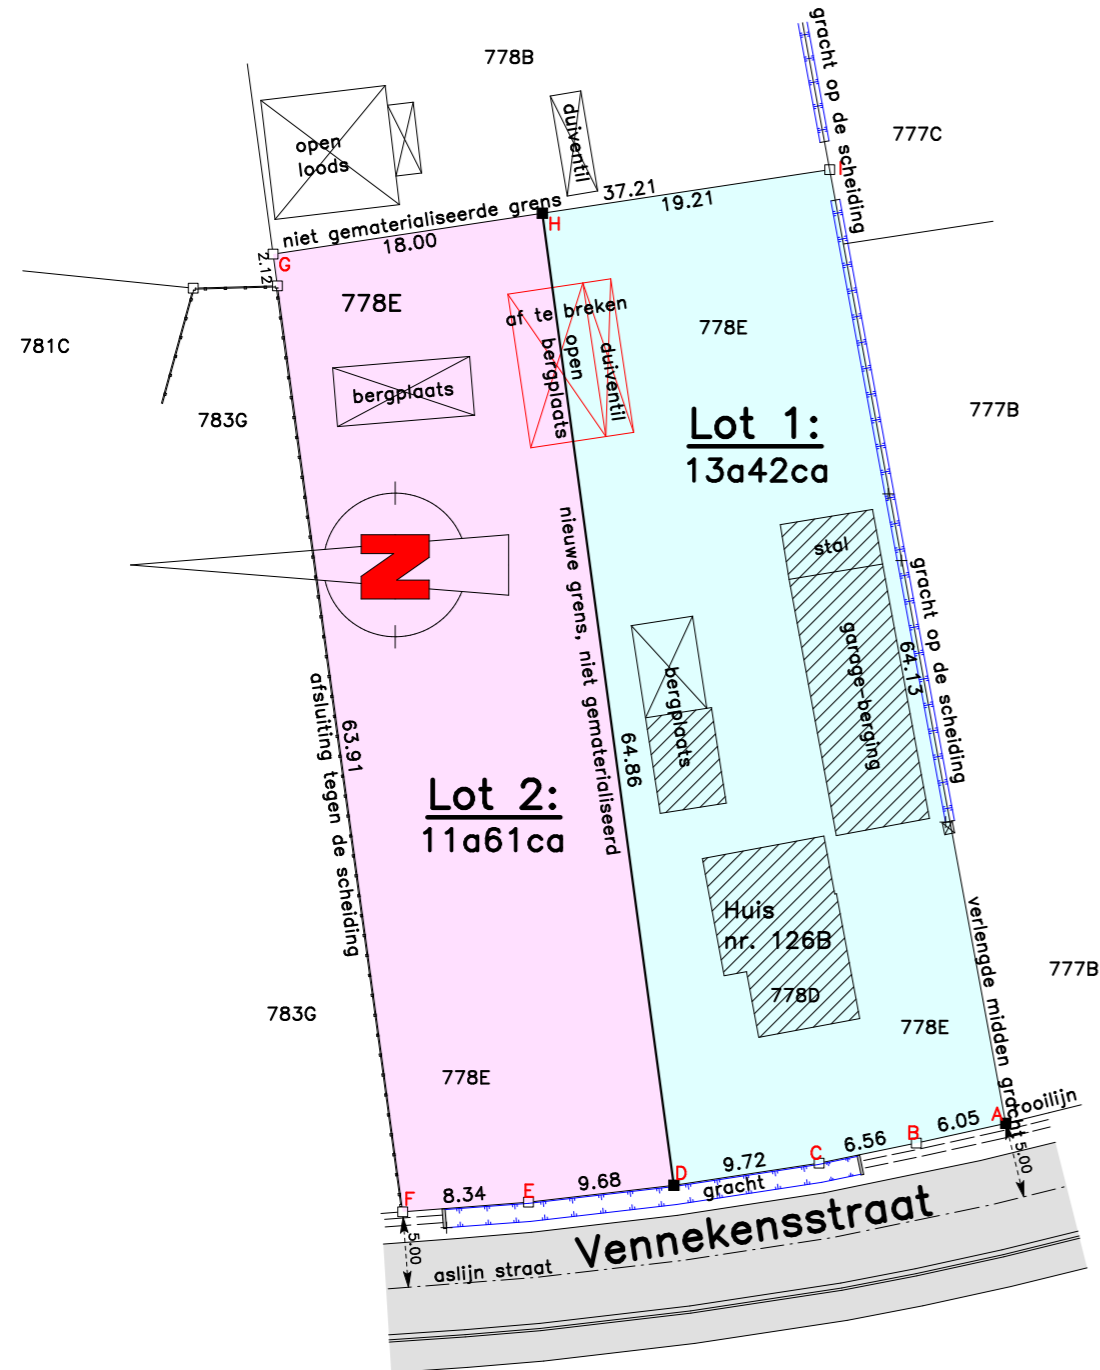 778B
gracht op de scheiding
777C
open
loods
duiventil
I
37.21
19.21
niet gematerialiseerde grens
18.00
H
G
2.12
778E
af te breken
open
bergplaats
duiventil
778E
781C
bergplaats
783G
777B
Lot 1:
13a42ca
N
nieuwe grens, niet gematerialiseerd
stal
garage-berging
gracht op de scheiding
64.13
bergplaats
afsluiting tegen de scheiding
63.91
64.86
Lot 2:
11a61ca
Huis
nr. 126B
778D
verlengde midden gracht
777B
783G
778E
778E
A
rooilijn
B
6.05
C
6.56
D
9.72
gracht
E
9.68
F
8.34
5.00
5.00
Vennekensstraat
aslijn straat